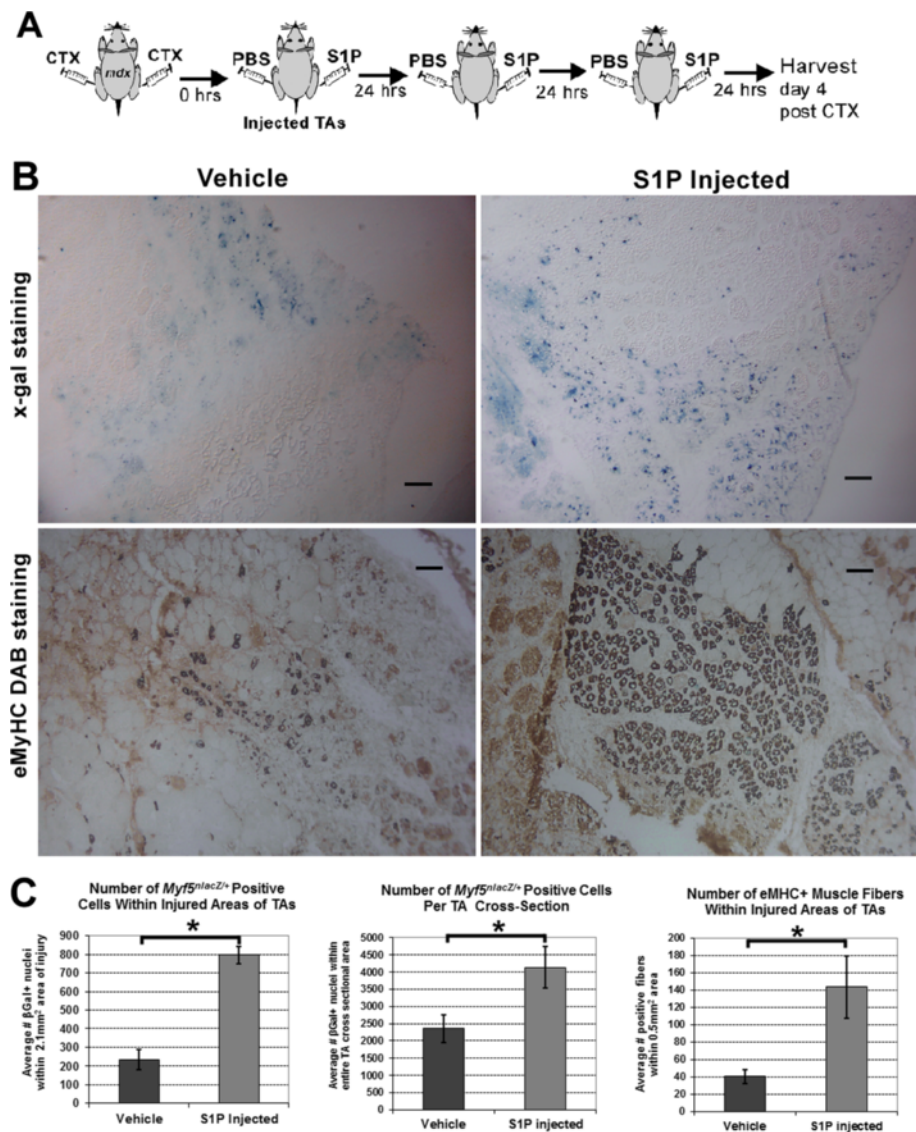 A
CTX
CTX
mdx
0 hrs
PBS
S1P
Injected TAs
24 hrs
PBS
S1P
24 hrs
PBS
S1P
24 hrs
Harvest
day 4
post CTX
B
Vehicle
S1P Injected
x-gal staining
eMyHC DAB staining
C
Number of Myf5nlacZ/+ Positive
Cells Within Injured Areas of TAs
*
Average # βGal+ nuclei
within 2.1mm² area of injury
900
800
700
600
500
400
300
200
100
0
Vehicle
S1P Injected
Number of Myf5nlacZ/+ Positive Cells
Per TA Cross-Section
*
Average # βGal+ nuclei within
entire TA cross sectional area
5000
4500
4000
3500
3000
2500
2000
1500
1000
500
0
Vehicle
S1P Injected
Number of eMHC+ Muscle Fibers
Within Injured Areas of TAs
*
Average # positive fibers
within 0.5mm² area
200
180
160
140
120
100
80
60
40
20
0
Vehicle
S1P injected